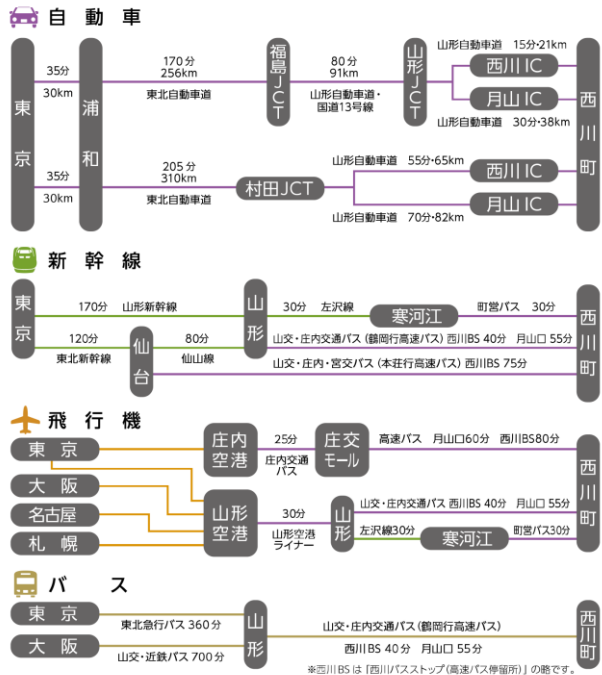 自動車
東京
35分
30km
浦和
170分
256km
東北自動車道
福島JCT
80分
91km
山形自動車道・
国道13号線
山形JCT
山形自動車道 15分・21km
西川IC
月山IC
山形自動車道 30分・38km
西川町
35分
30km
205分
310km
東北自動車道
村田JCT
山形自動車道 55分・65km
西川IC
月山IC
山形自動車道 70分・82km
新幹線
東京
170分 山形新幹線
山形
30分 左沢線
寒河江
町営バス 30分
西川町
120分
東北新幹線
仙台
80分
仙山線
山交・庄内交通バス(鶴岡行高速バス)西川BS 40分 月山口 55分
山交・庄内・宮交バス(本荘行高速バス)西川BS 75分
飛行機
東京
大阪
名古屋
札幌
庄内
空港
25分
庄内交通
バス
庄交
モール
高速バス 月山口60分 西川BS80分
西川町
山形
空港
30分
山形空港
ライナー
山形
山交・庄内交通バス 西川BS 40分 月山口 55分
左沢線30分
寒河江
町営バス30分
バス
東京
東北急行バス 360分
大阪
山交・近鉄バス 700分
山形
山交・庄内交通バス(鶴岡行高速バス)
西川BS 40分 月山口 55分
西川町
※西川BSは「西川バスストップ(高速バス停留所)」の略です。